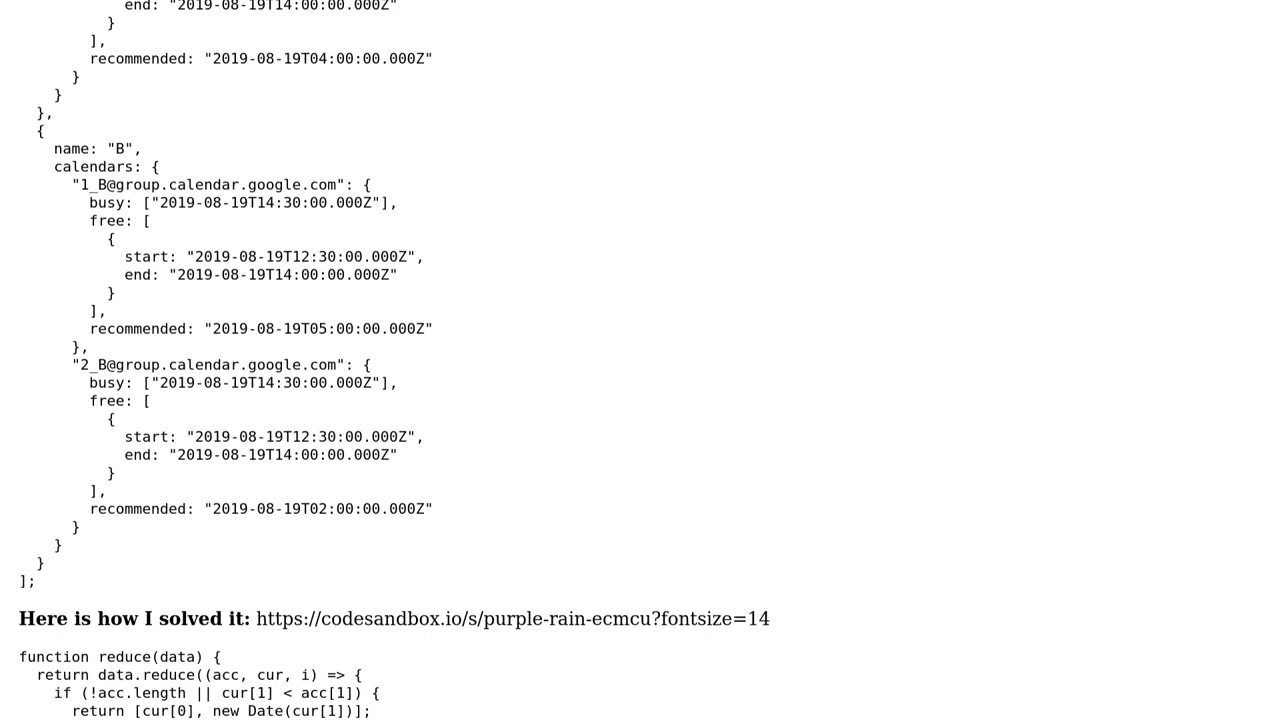 end: "2019-08-19T14:00:00.000Z"
          }
        ],
        recommended: "2019-08-19T04:00:00.000Z"
      }
    }
  },
  {
    name: "B",
    calendars: {
      "1_B@group.calendar.google.com": {
        busy: ["2019-08-19T14:30:00.000Z"],
        free: [
          {
            start: "2019-08-19T12:30:00.000Z",
            end: "2019-08-19T14:00:00.000Z"
          }
        ],
        recommended: "2019-08-19T05:00:00.000Z"
      },
      "2_B@group.calendar.google.com": {
        busy: ["2019-08-19T14:30:00.000Z"],
        free: [
          {
            start: "2019-08-19T12:30:00.000Z",
            end: "2019-08-19T14:00:00.000Z"
          }
        ],
        recommended: "2019-08-19T02:00:00.000Z"
      }
    }
  }
];
Here is how I solved it: https://codesandbox.io/s/purple-rain-ecmcu?fontsize=14
function reduce(data) {
  return data.reduce((acc, cur, i) => {
    if (!acc.length || cur[1] < acc[1]) {
      return [cur[0], new Date(cur[1])];